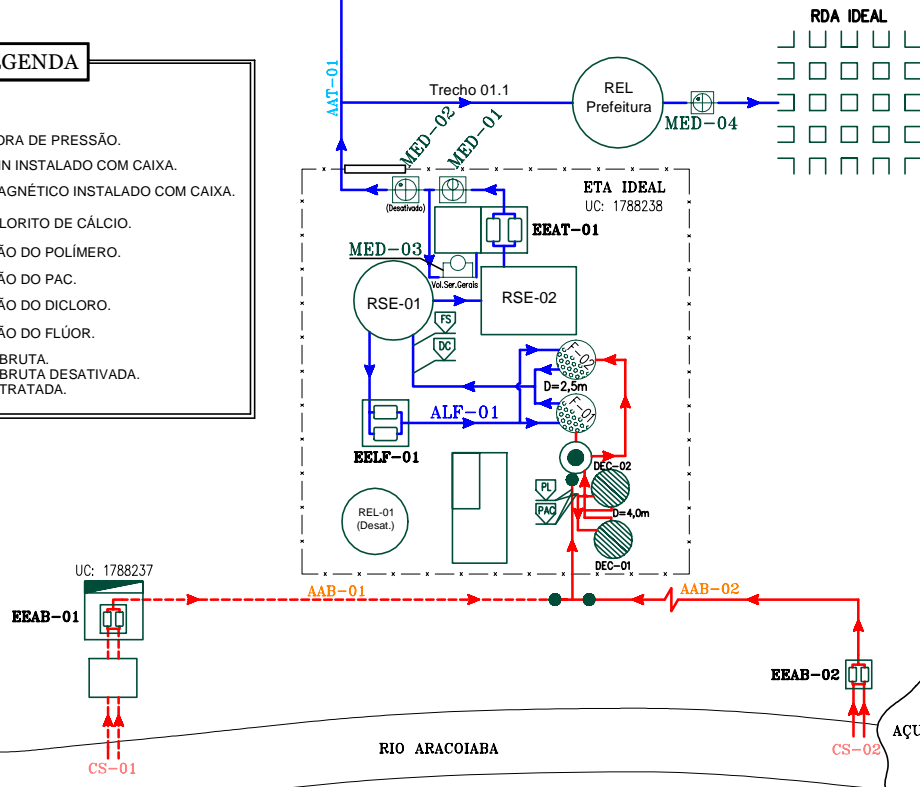 RDA IDEAL
EGENDA
ORA DE PRESSÃO.
IN INSTALADO COM CAIXA.
AGNÉTICO INSTALADO COM CAIXA.
LORITO DE CÁLCIO.
ÃO DO POLÍMERO.
ÃO DO PAC.
ÃO DO DICLORO.
ÃO DO FLÚOR.
BRUTA.
BRUTA DESATIVADA.
TRATADA.
AAT-01
Trecho 01.1
REL
Prefeitura
MED-04
MED-02
MED-01
(Desativado)
ETA IDEAL
UC: 1788238
EEAT-01
MED-03
Vol.Ser.Gerais
RSE-01
RSE-02
FS
DC
F-02
D=2,5m
F-01
ALF-01
EELF-01
DEC-02
PL
PAC
D=4,0m
DEC-01
REL-01
(Desat.)
UC: 1788237
EEAB-01
AAB-01
AAB-02
EEAB-02
CS-01
RIO ARACOIABA
CS-02
AÇU